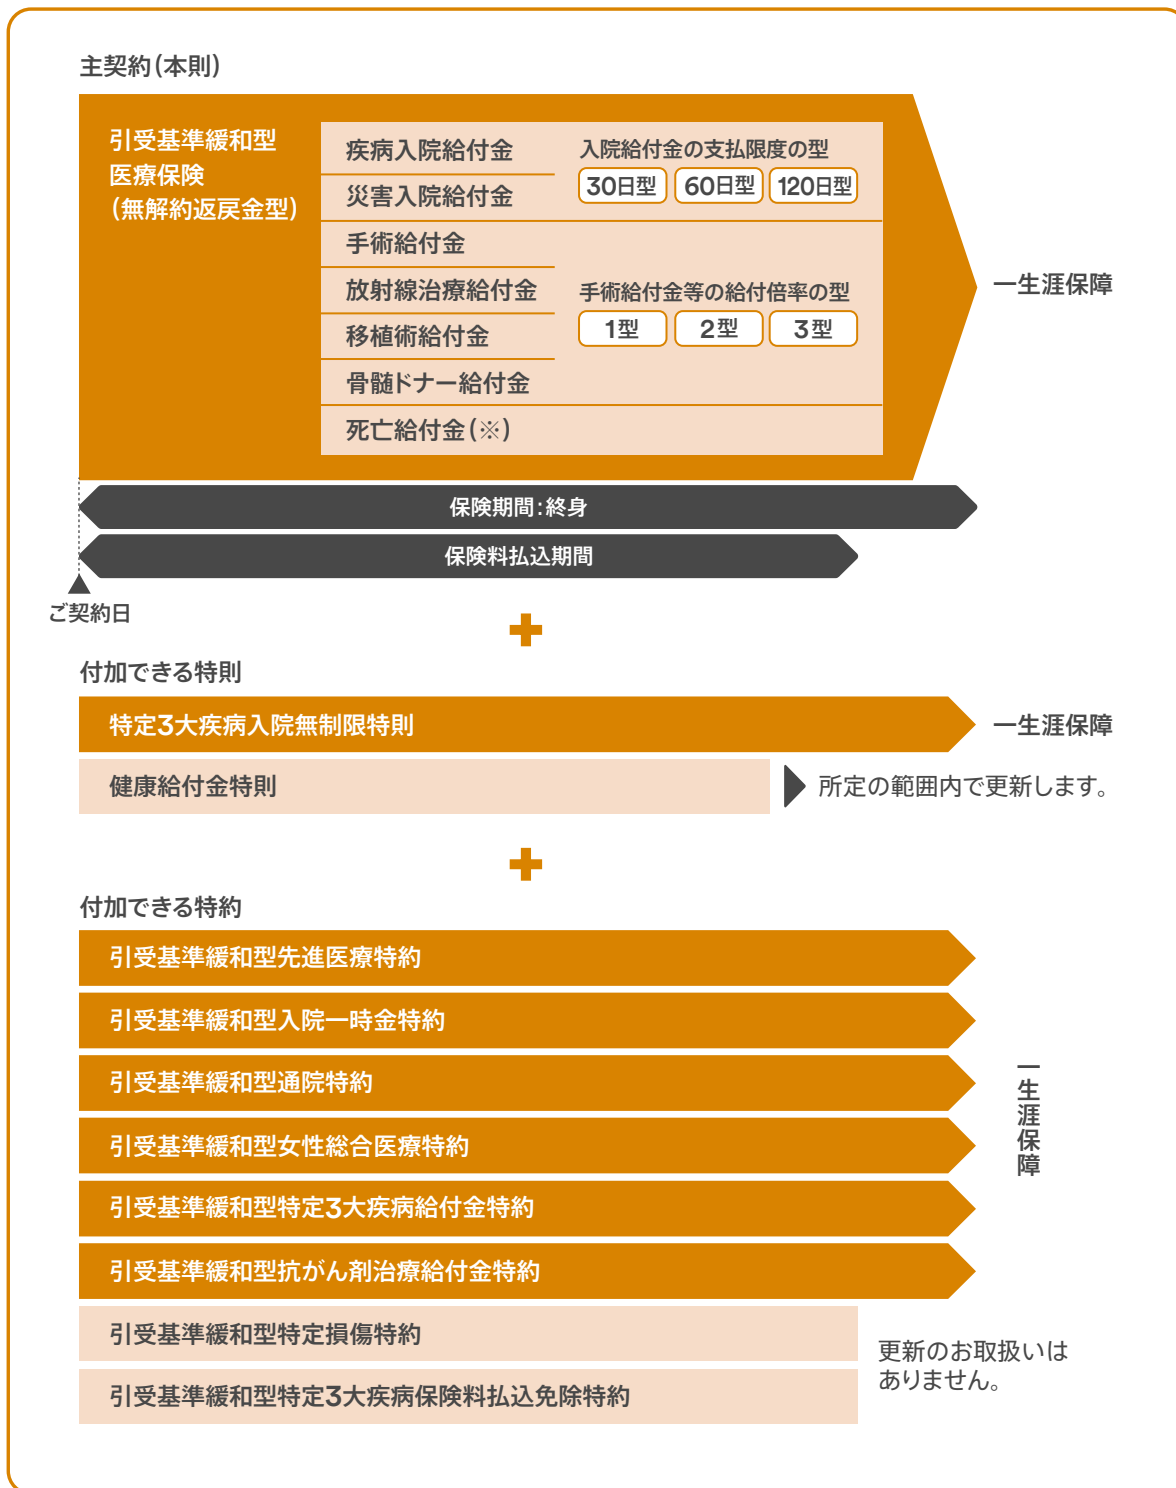 主契約(本則)
引受基準緩和型
医療保険
(無解約返戻金型)
疾病入院給付金
災害入院給付金
入院給付金の支払限度の型
30日型 60日型 120日型
手術給付金
放射線治療給付金
移植術給付金
骨髄ドナー給付金
手術給付金等の給付倍率の型
1型 2型 3型
死亡給付金(※)
一生涯保障
保険期間:終身
保険料払込期間
ご契約日
付加できる特則
特定3大疾病入院無制限特則
一生涯保障
健康給付金特則
所定の範囲内で更新します。
付加できる特約
引受基準緩和型先進医療特約
引受基準緩和型入院一時金特約
引受基準緩和型通院特約
引受基準緩和型女性総合医療特約
引受基準緩和型特定3大疾病給付金特約
引受基準緩和型抗がん剤治療給付金特約
一生涯保障
引受基準緩和型特定損傷特約
引受基準緩和型特定3大疾病保険料払込免除特約
更新のお取扱いは
ありません。